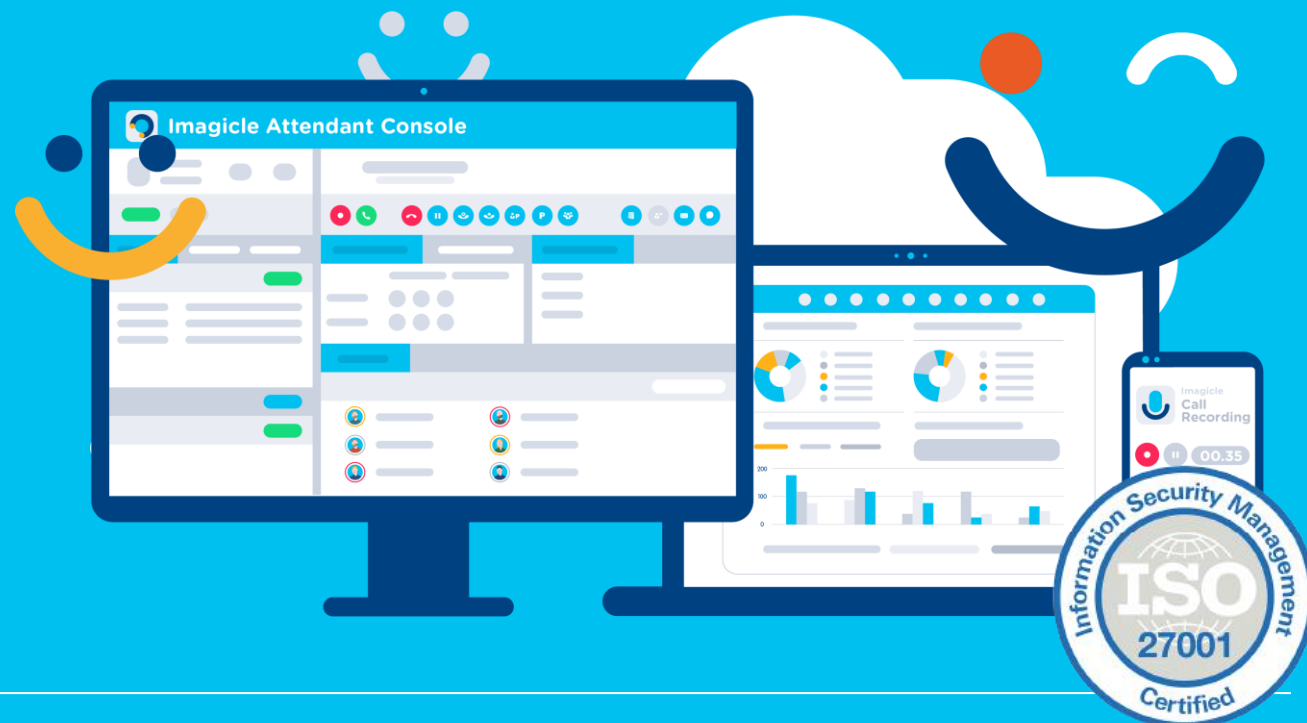 Imagicle Attendant Console
P
P
200
100
0
Imagicle
Call
Recording
00.35
Information Security Management
ISO
27001
Certified